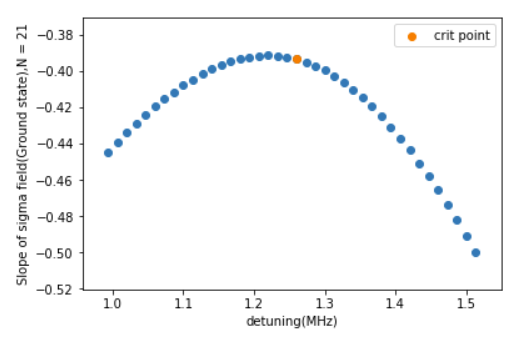 crit point
−0.38
−0.40
−0.42
−0.44
−0.46
−0.48
−0.50
−0.52
Slope of sigma field(Ground state),N = 21
1.0 1.1 1.2 1.3 1.4 1.5
detuning(MHz)